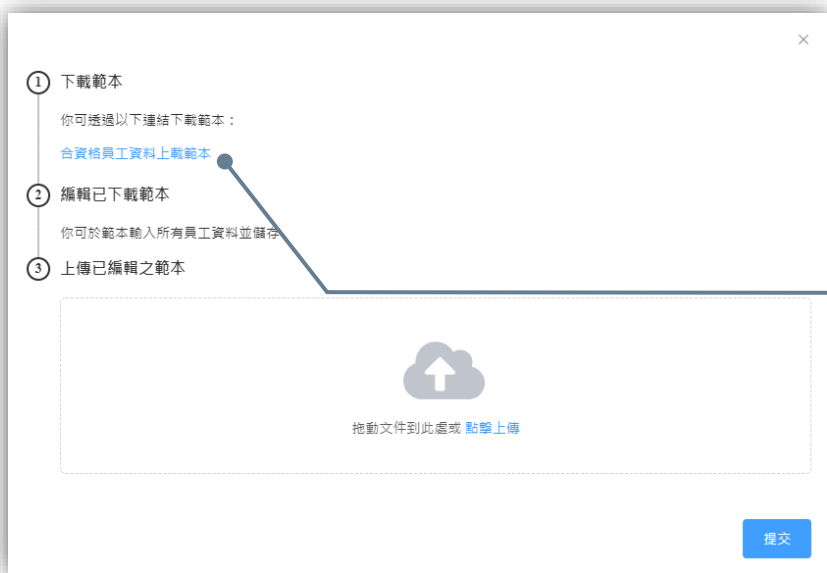 ×
1 下載範本
你可透過以下連結下載範本：
合資格員工資料上載範本
2 編輯已下載範本
你可於範本輸入所有員工資料並儲存
3 上傳已編輯之範本
拖動文件到此處或 點擊上傳
提交